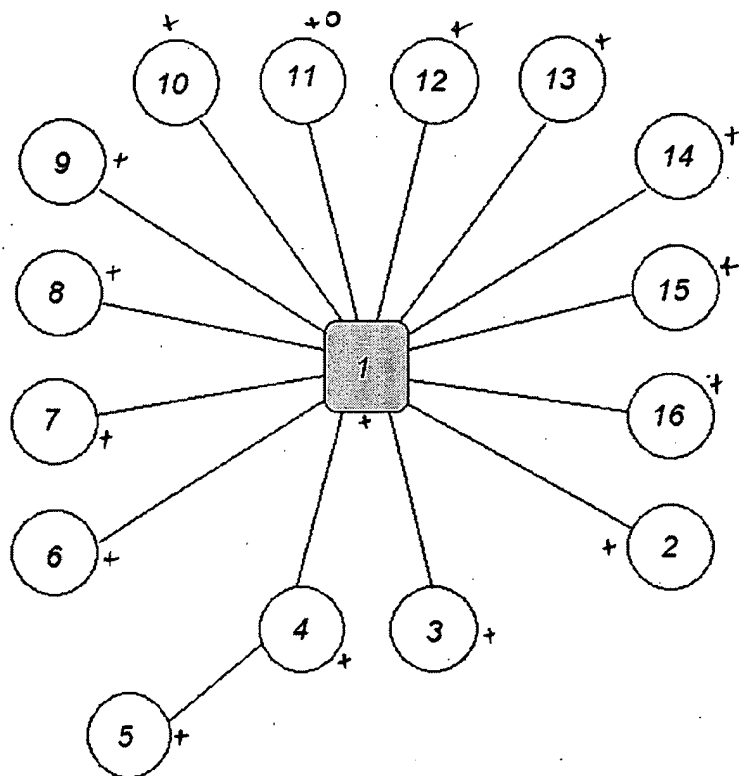 + +o + +
10 11 12 13
9 + 14 +
8 + 15 +
1
7 + 16 +
+
6 + + 2
4 + 3 +
5 +